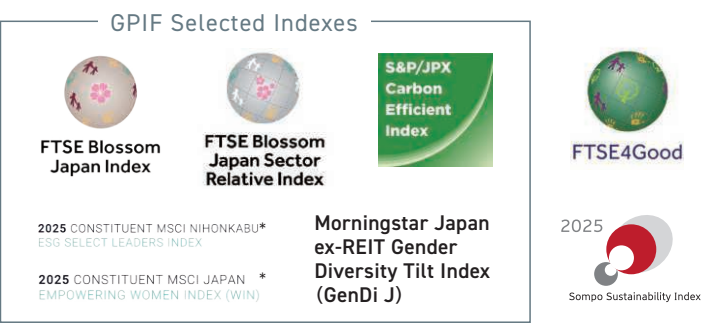 GPIF Selected Indexes
FTSE Blossom
Japan Index
FTSE Blossom
Japan Sector
Relative Index
S&P/JPX
Carbon
Efficient
Index
FTSE4Good
2025 CONSTITUENT MSCI NIHONKABU*
ESG SELECT LEADERS INDEX
2025 CONSTITUENT MSCI JAPAN *
EMPOWERING WOMEN INDEX (WIN)
Morningstar Japan
ex-REIT Gender
Diversity Tilt Index
(GenDi J)
2025
Sompo Sustainability Index